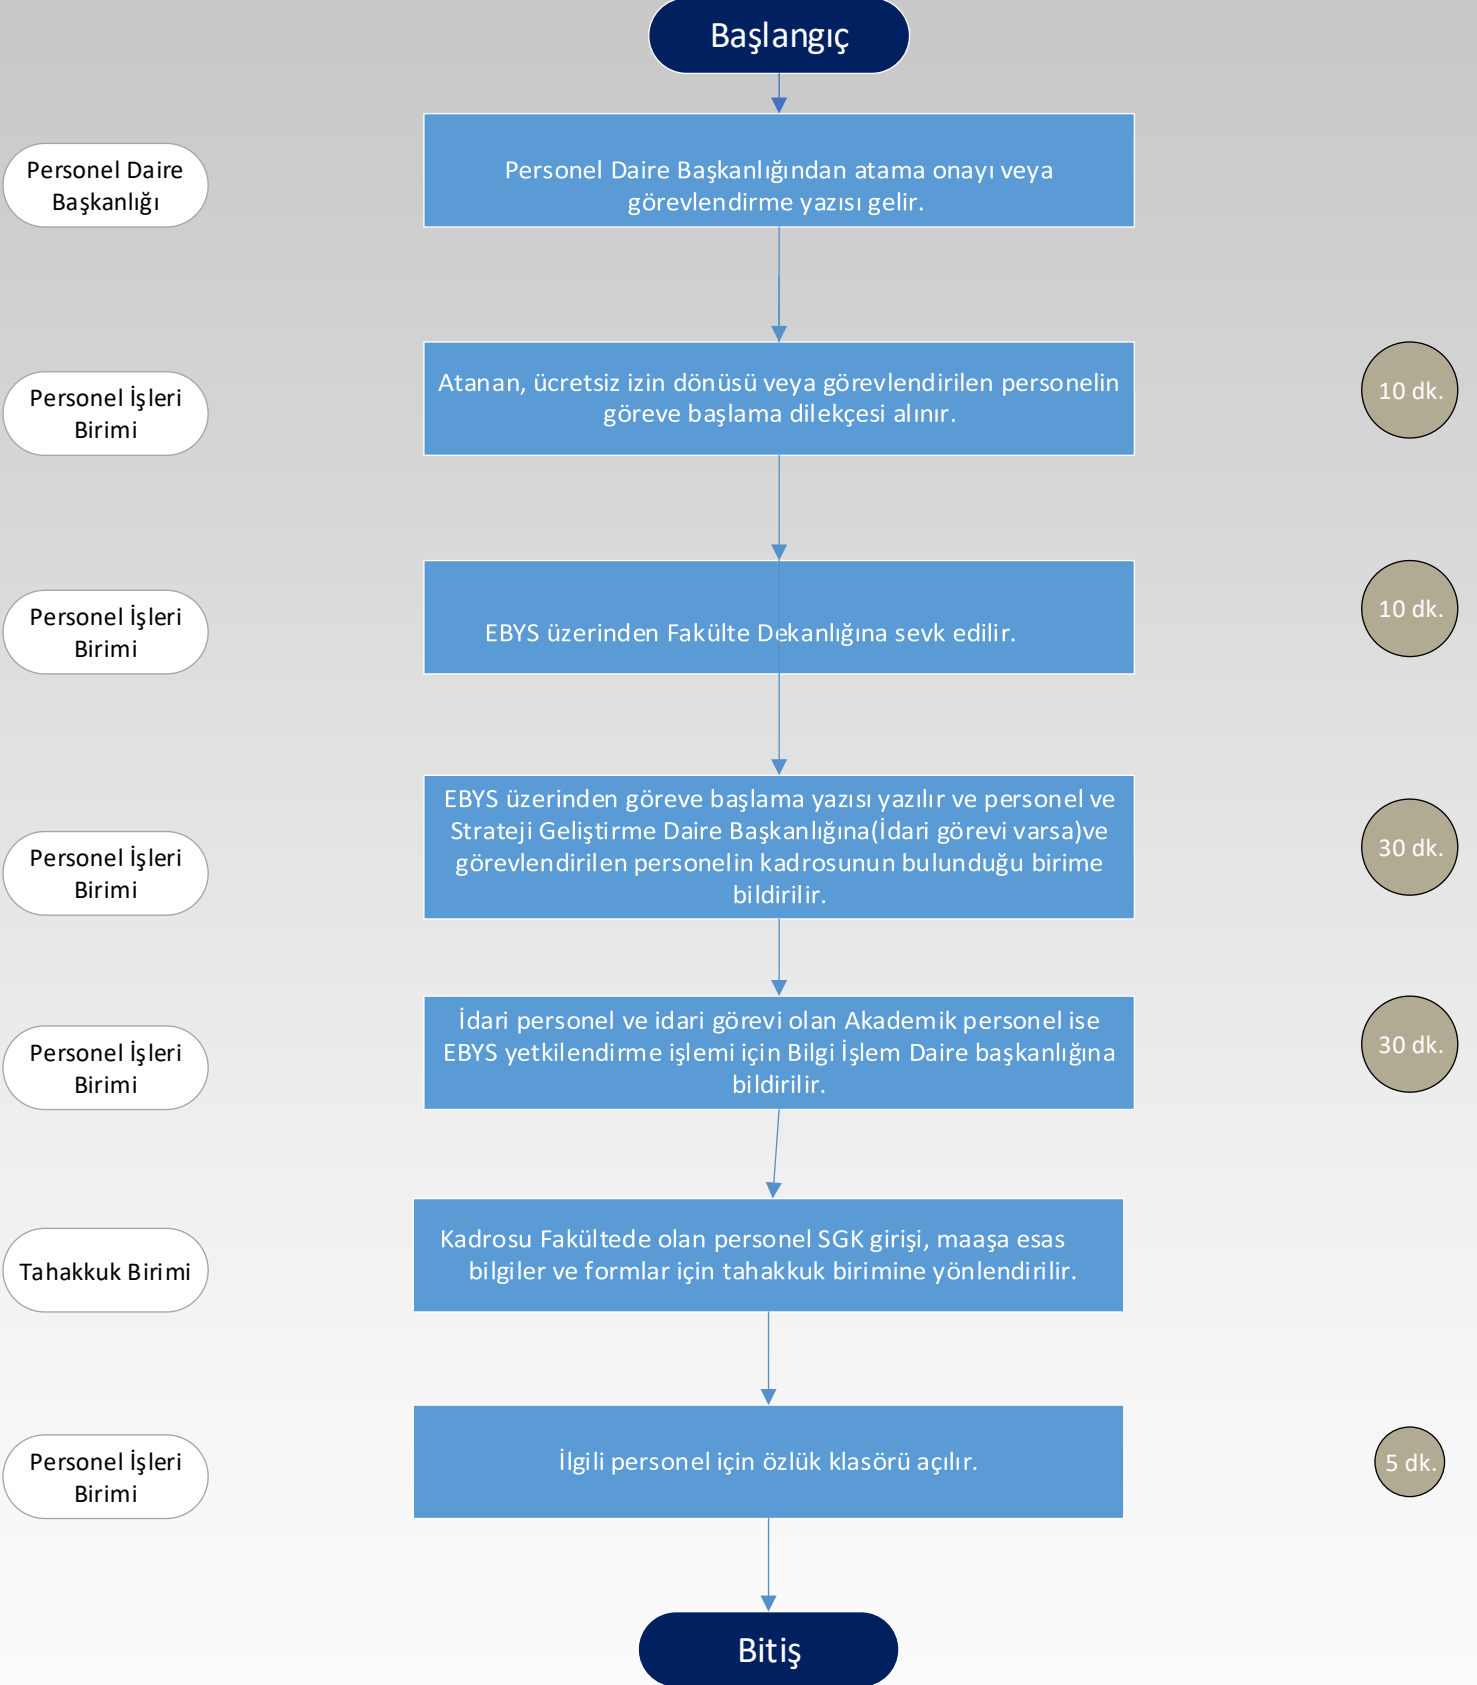 Başlangıç
Personel Daire
Başkanlığı
Personel Daire Başkanlığından atama onayı veya
görevlendirme yazısı gelir.
Personel İşleri
Birimi
Atanan, ücretsiz izin dönüsü veya görevlendirilen personelin
göreve başlama dilekçesi alınır.
10 dk.
Personel İşleri
Birimi
EBYS üzerinden Fakülte Dekanlığına sevk edilir.
10 dk.
Personel İşleri
Birimi
EBYS üzerinden göreve başlama yazısı yazılır ve personel ve
Strateji Geliştirme Daire Başkanlığına(İdari görevi varsa)ve
görevlendirilen personelin kadrosunun bulunduğu birime
bildirilir.
30 dk.
Personel İşleri
Birimi
İdari personel ve idari görevi olan Akademik personel ise
EBYS yetkilendirme işlemi için Bilgi İşlem Daire başkanlığına
bildirilir.
30 dk.
Tahakkuk Birimi
Kadrosu Fakültede olan personel SGK girişi, maaşa esas
bilgiler ve formlar için tahakkuk birimine yönlendirilir.
Personel İşleri
Birimi
İlgili personel için özlük klasörü açılır.
5 dk.
Bitiş